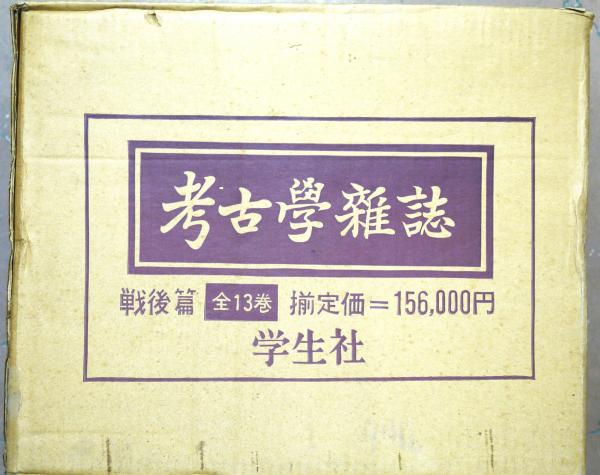 考古學雜誌
戦後篇 全13巻 揃定価=156,000円
学生社